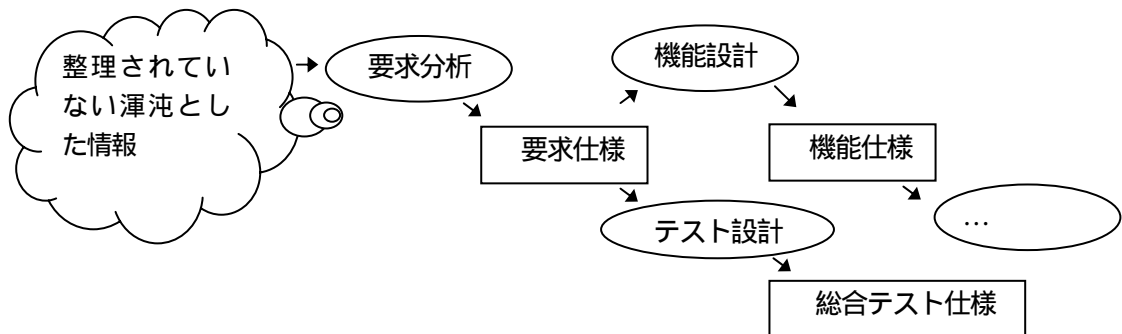 整理されてい
ない渾沌とし
た情報
要求分析
機能設計
要求仕様
機能仕様
テスト設計
…
総合テスト仕様